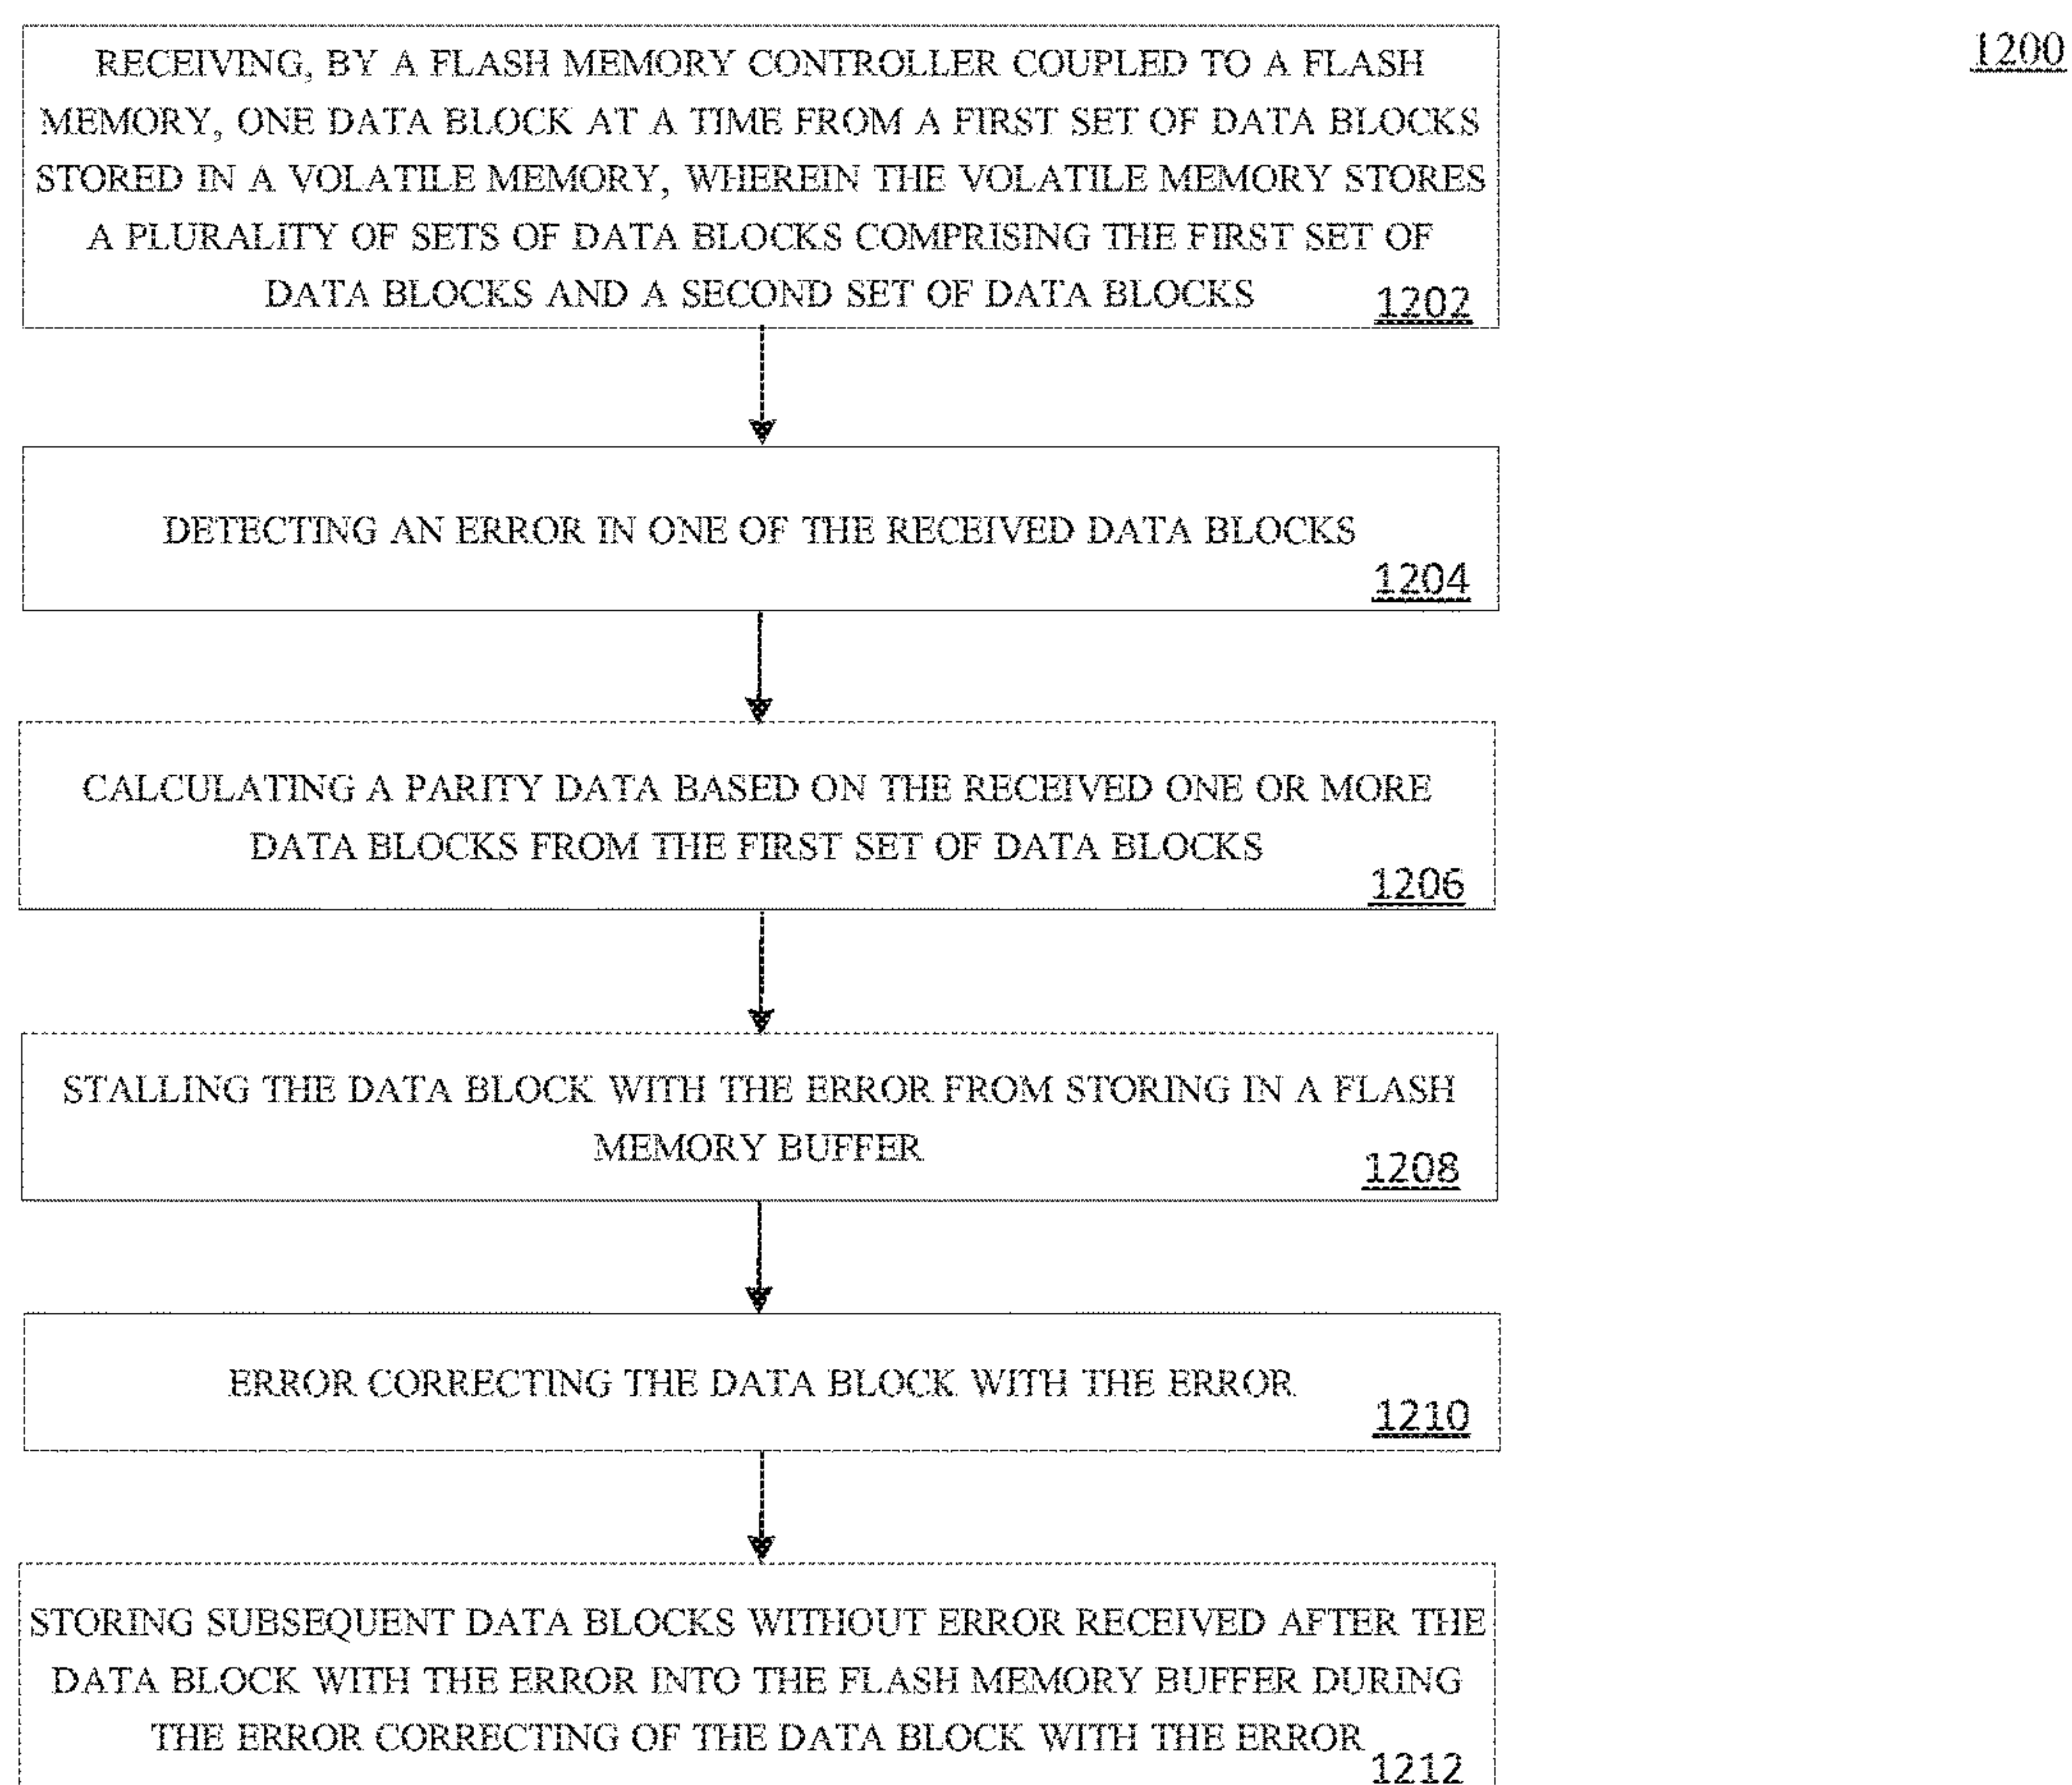 1200
RECEIVING, BY A FLASH MEMORY CONTROLLER COUPLED TO A FLASH
MEMORY, ONE DATA BLOCK AT A TIME FROM A FIRST SET OF DATA BLOCKS
STORED IN A VOLATILE MEMORY, WHEREIN THE VOLATILE MEMORY STORES
A PLURALITY OF SETS OF DATA BLOCKS COMPRISING THE FIRST SET OF
DATA BLOCKS AND A SECOND SET OF DATA BLOCKS
1202
DETECTING AN ERROR IN ONE OF THE RECEIVED DATA BLOCKS
1204
CALCULATING A PARITY DATA BASED ON THE RECEIVED ONE OR MORE
DATA BLOCKS FROM THE FIRST SET OF DATA BLOCKS
1206
STALLING THE DATA BLOCK WITH THE ERROR FROM STORING IN A FLASH
MEMORY BUFFER
1208
ERROR CORRECTING THE DATA BLOCK WITH THE ERROR
1210
STORING SUBSEQUENT DATA BLOCKS WITHOUT ERROR RECEIVED AFTER THE
DATA BLOCK WITH THE ERROR INTO THE FLASH MEMORY BUFFER DURING
THE ERROR CORRECTING OF THE DATA BLOCK WITH THE ERROR
1212